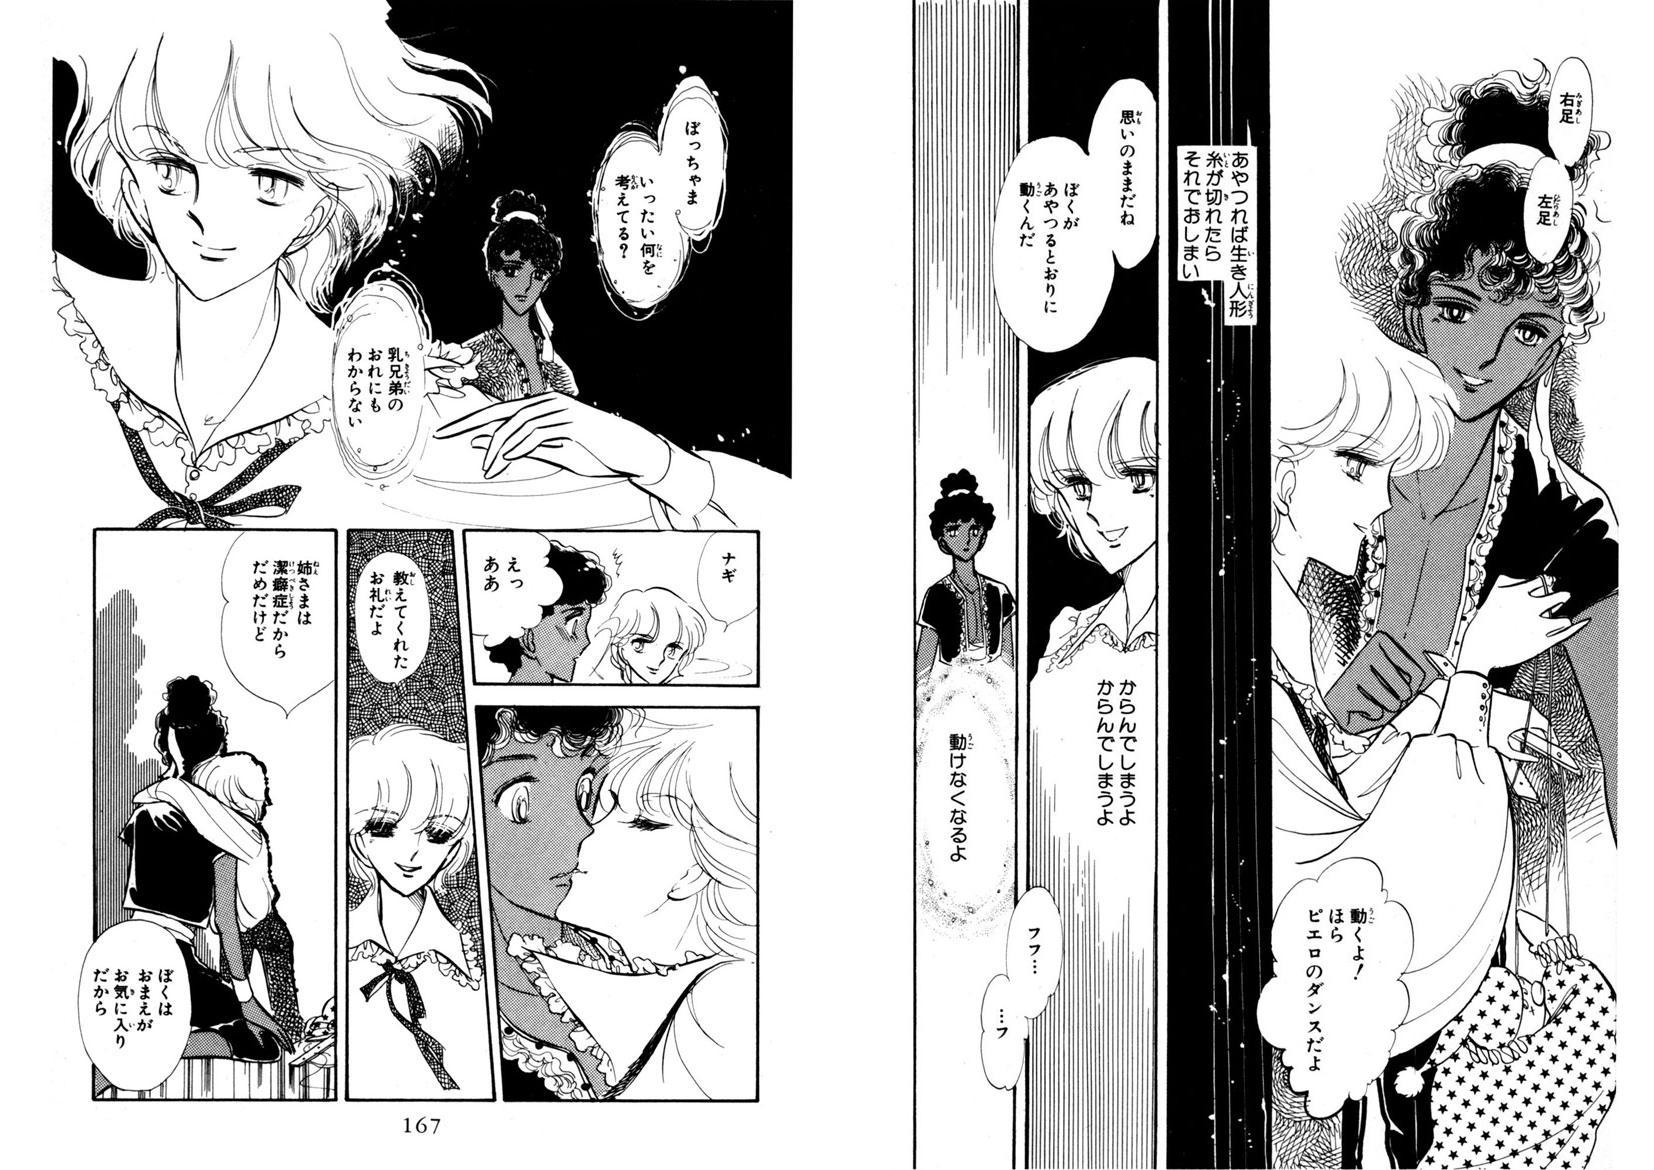 右足
左足
動くよ!
ほら
ピエロのダンスだよ
あやつれば生き人形
糸が切れたら
それでおしまい
思いのままだね
ぼくが
あやつるとおりに
動くんだ
からんでしまうよ
からんでしまうよ
動けなくなるよ
フフ…
…フ
ぼっちゃま
いったい何を
考えてる?
乳兄弟の
おれにも
わからない
ナギ
えっ
ああ
教えてくれた
お礼だよ
姉さまは
潔癖症だから
だめだけど
ぼくは
おまえが
お気に入り
だから
167